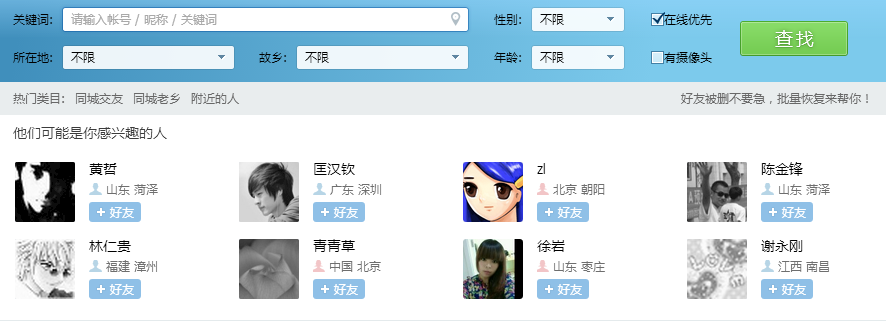 关键词: 请输入帐号 / 昵称 / 关键词 性别: 不限 在线优先 查找
所在地: 不限 故乡: 不限 年龄: 不限 有摄像头
热门类目: 同城交友 同城老乡 附近的人 好友被删不要急，批量恢复来帮你!
他们可能是你感兴趣的人
黄哲 匡汉钦 zl 陈金锋
山东 菏泽 广东 深圳 北京 朝阳 山东 菏泽
+ 好友 + 好友 + 好友 + 好友
林仁贵 青青草 徐岩 谢永刚
福建 漳州 中国 北京 山东 枣庄 江西 南昌
+ 好友 + 好友 + 好友 + 好友